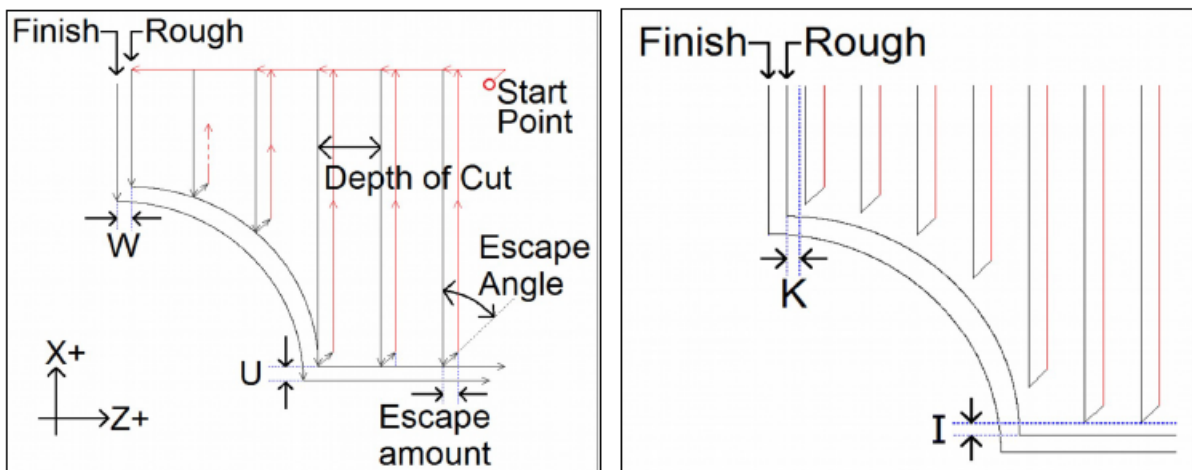 Finish
Rough
Start
Point
Depth of Cut
W
Escape
Angle
X+
U
Z+
Escape
amount
Finish
Rough
K
I